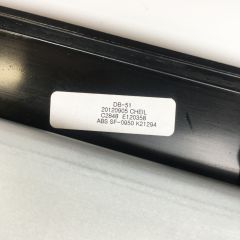 DB-51
20120905 CHEIL
C2848 E120358
ABS SF-0950 K21294